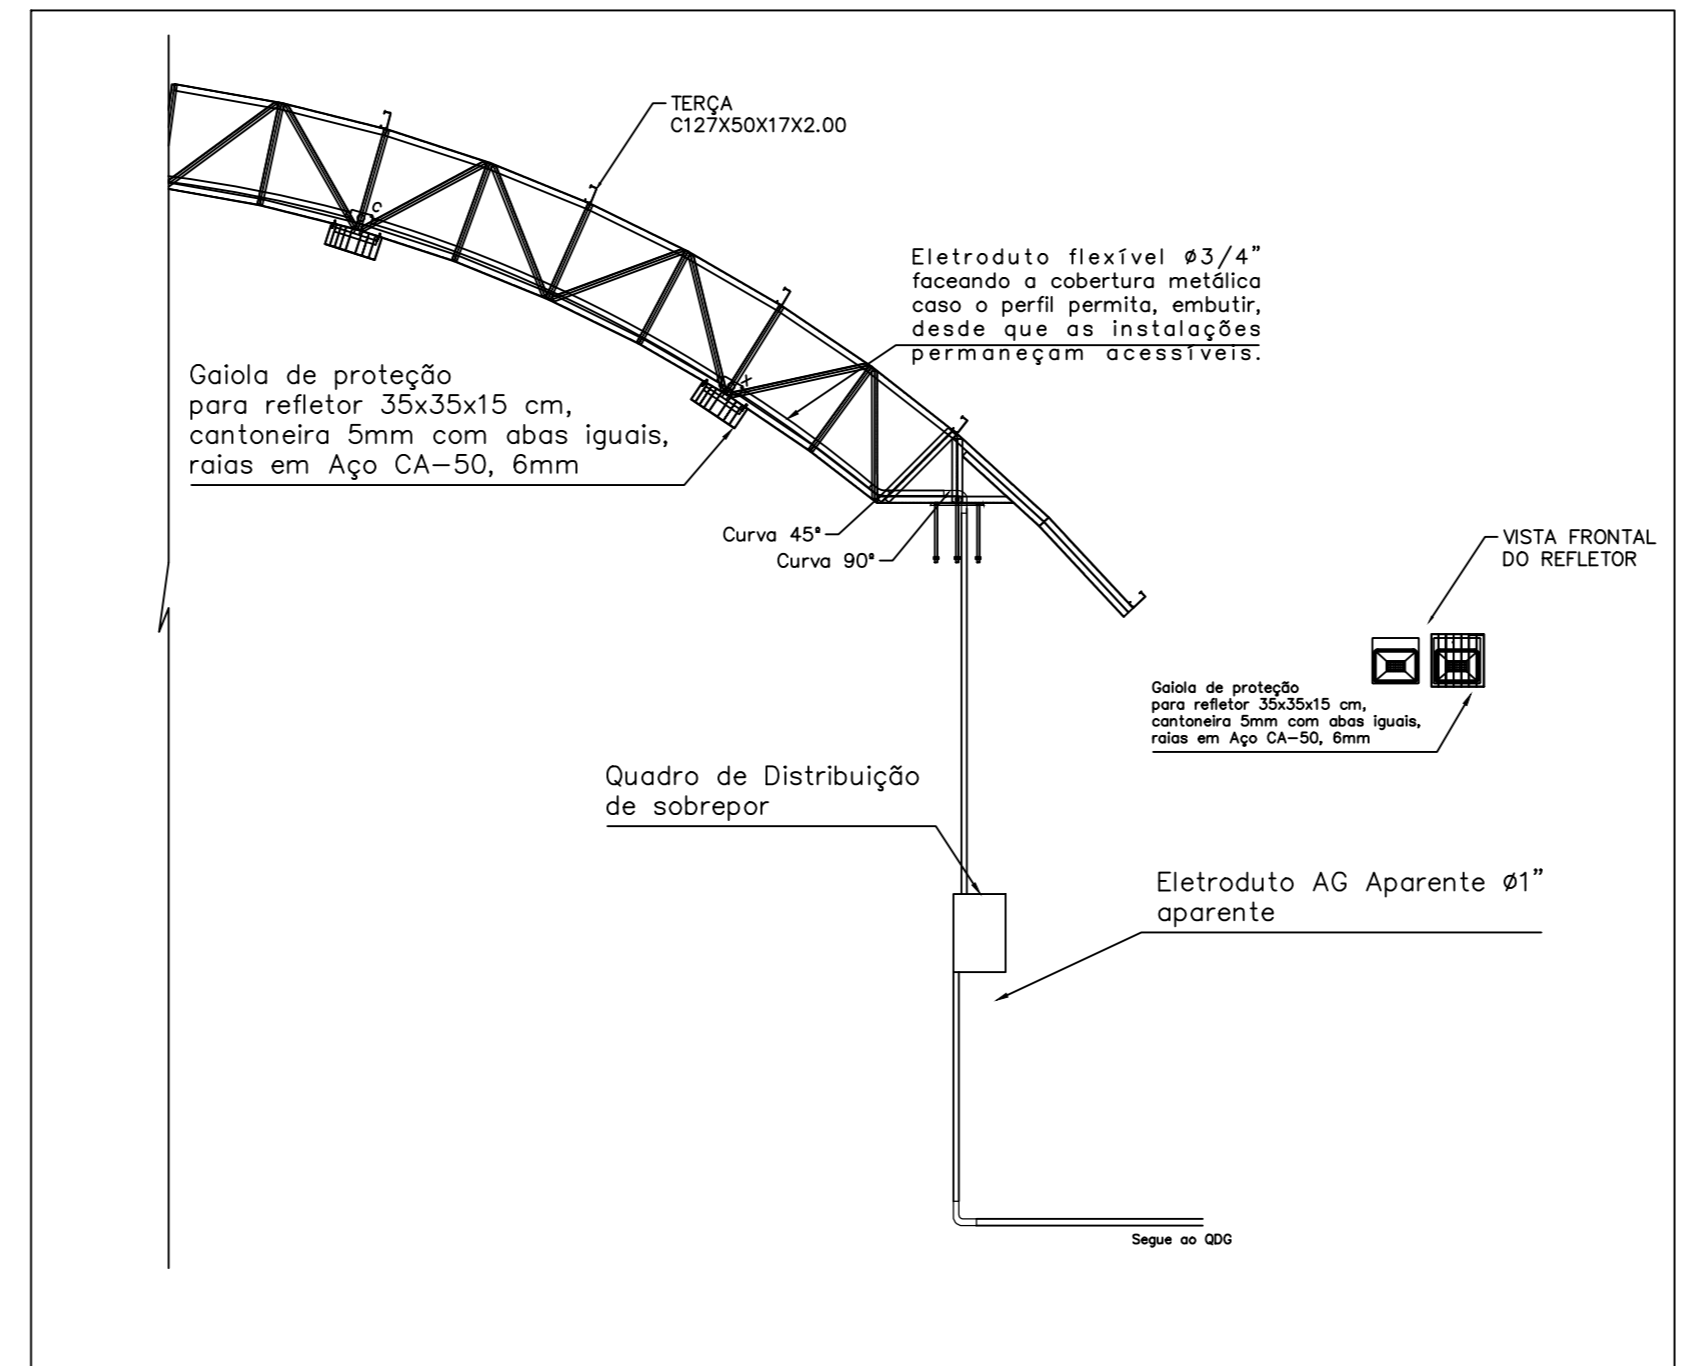 TERÇA
C127X50X17X2.00
Eletroduto flexível ø3/4"
faceando a cobertura metálica
caso o perfil permita, embutir,
desde que as instalações
permaneçam acessíveis.
Gaiola de proteção
para refletor 35x35x15 cm,
cantoneira 5mm com abas iguais,
raias em Aço CA-50, 6mm
C
X
Curva 45ª
Curva 90ª
VISTA FRONTAL
DO REFLETOR
Gaiola de proteção
para refletor 35x35x15 cm,
cantoneira 5mm com abas iguais,
raias em Aço CA-50, 6mm
Quadro de Distribuição
de sobrepor
Eletroduto AG Aparente ø1"
aparente
Segue ao QDG